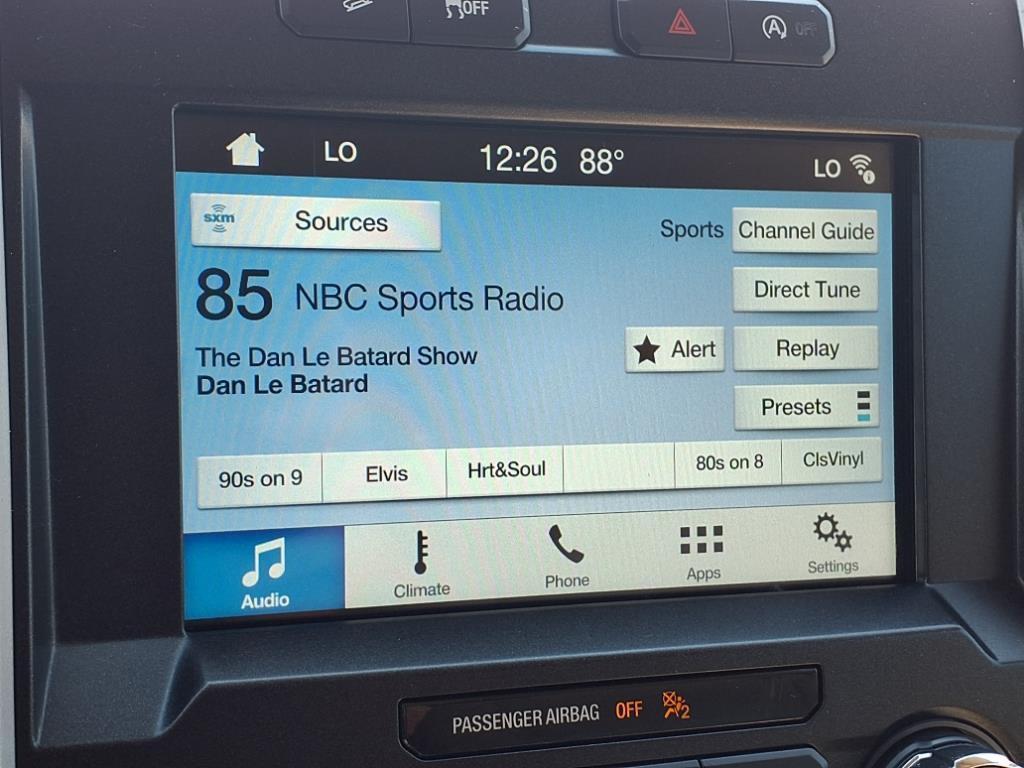 OFF
A OFF
LO 12:26 88° LO
sxm Sources
Sports Channel Guide
85 NBC Sports Radio
Direct Tune
The Dan Le Batard Show
Alert Replay
Dan Le Batard
Presets
90s on 9 Elvis Hrt&Soul 80s on 8 ClsVinyl
Audio Climate Phone Apps Settings
PASSENGER AIRBAG OFF 2